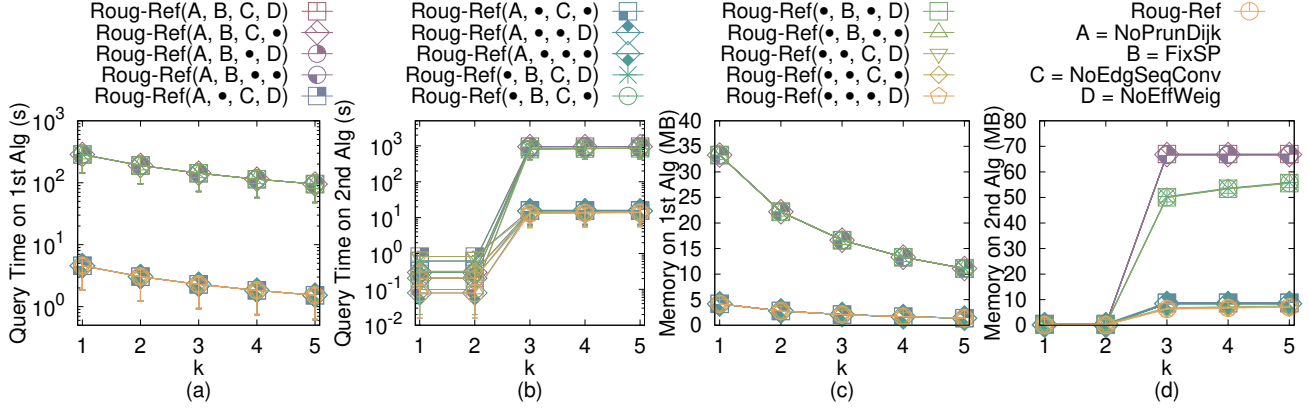 Roug-Ref(A, B, C, D)
Roug-Ref(A, B, C, •)
Roug-Ref(A, B, •, D)
Roug-Ref(A, B, •, •)
Roug-Ref(A, •, C, D)
Roug-Ref(A, •, C, •)
Roug-Ref(A, •, •, D)
Roug-Ref(A, •, •, •)
Roug-Ref(•, B, C, D)
Roug-Ref(•, B, C, •)
Roug-Ref(•, B, •, D)
Roug-Ref(•, B, •, •)
Roug-Ref(•, •, C, D)
Roug-Ref(•, •, C, •)
Roug-Ref(•, •, •, D)
Roug-Ref
A = NoPrunDijk
B = FixSP
C = NoEdgSeqConv
D = NoEffWeig
Query Time on 1st Alg (s)
10^3
10^2
10^1
10^0
1 2 3 4 5
k
(a)
Query Time on 2nd Alg (s)
10^3
10^2
10^1
10^0
10^-1
10^-2
1 2 3 4 5
k
(b)
Memory on 1st Alg (MB)
40
35
30
25
20
15
10
5
0
1 2 3 4 5
k
(c)
Memory on 2nd Alg (MB)
80
70
60
50
40
30
20
10
0
1 2 3 4 5
k
(d)